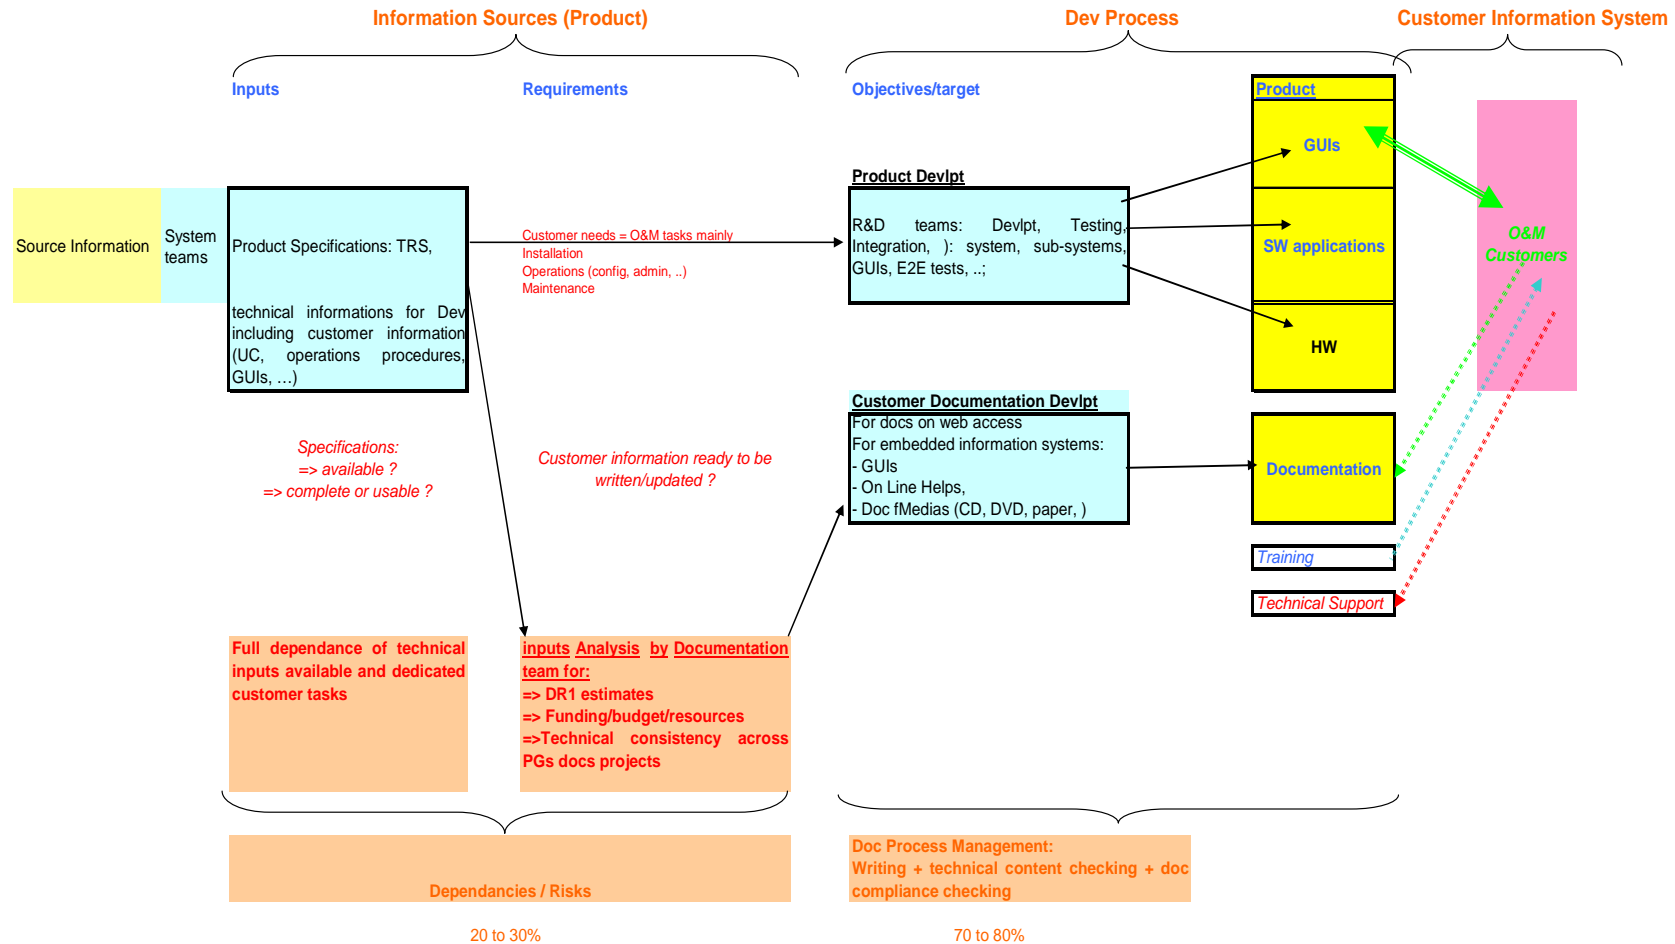 Information Sources (Product)
Dev Process
Customer Information System
Inputs
Requirements
Objectives/target
Product
GUIs
Product Devlpt
Source Information
System
teams
Product Specifications: TRS,
technical informations for Dev
including customer information
(UC, operations procedures,
GUIs, …)
Customer needs = O&M tasks mainly
Installation
Operations (config, admin, ..)
Maintenance
R&D teams: Devlpt, Testing,
Integration, ): system, sub-systems,
GUIs, E2E tests, ..;
SW applications
O&M
Customers
HW
Specifications:
=> available ?
=> complete or usable ?
Customer information ready to be
written/updated ?
Customer Documentation Devlpt
For docs on web access
For embedded information systems:
- GUIs
- On Line Helps,
- Doc fMedias (CD, DVD, paper, )
Documentation
Training
Technical Support
Full dependance of technical
inputs available and dedicated
customer tasks
inputs Analysis by Documentation
team for:
=> DR1 estimates
=> Funding/budget/resources
=>Technical consistency across
PGs docs projects
Dependancies / Risks
Doc Process Management:
Writing + technical content checking + doc
compliance checking
20 to 30%
70 to 80%